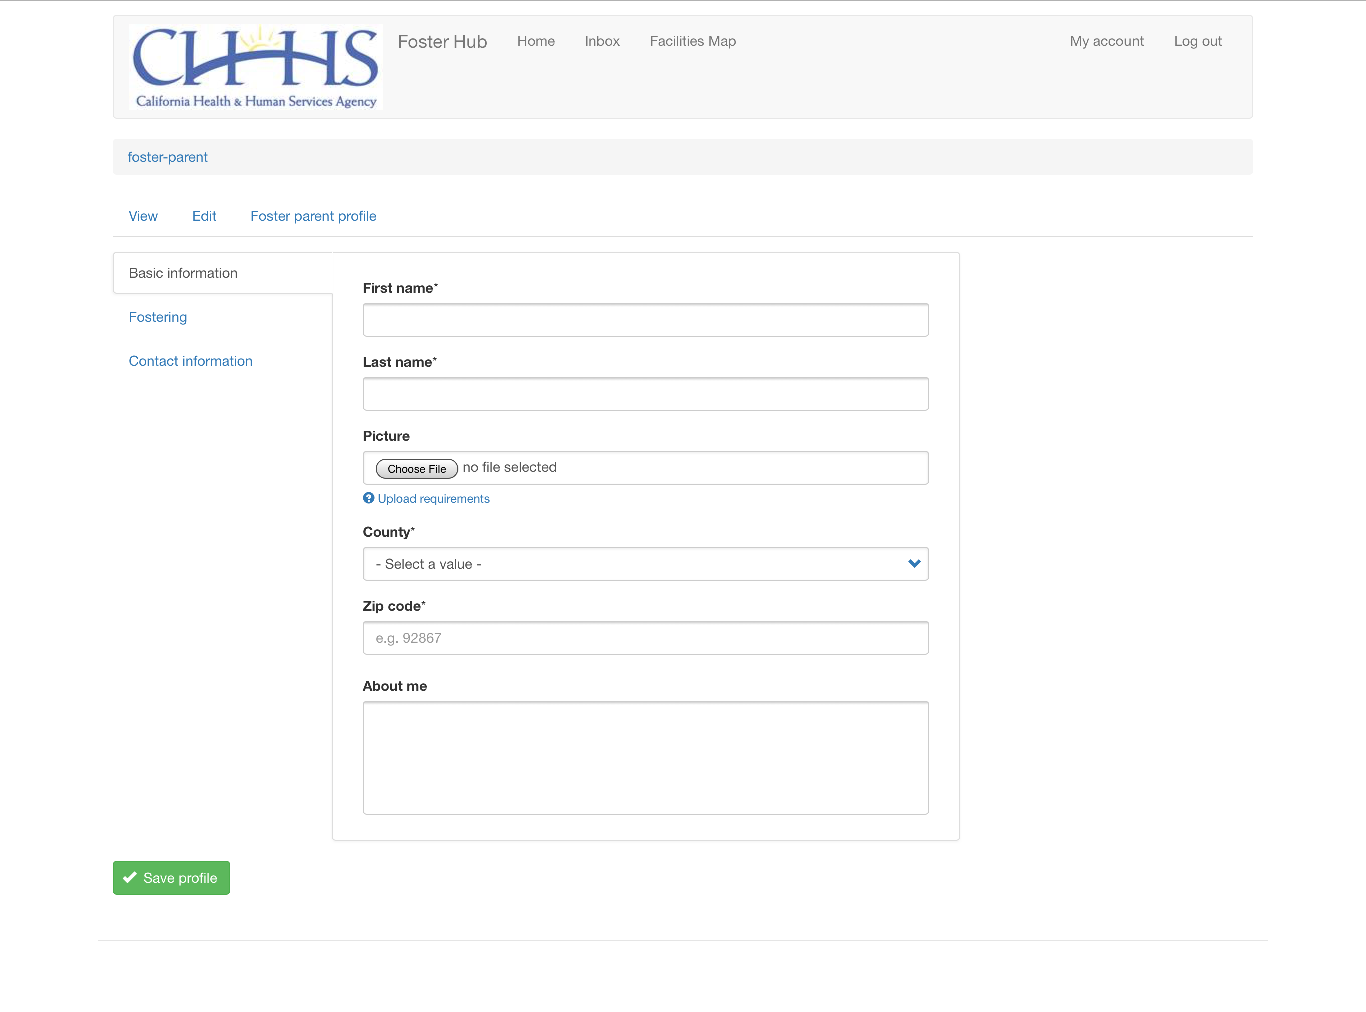 CHHS
California Health & Human Services Agency
Foster Hub Home Inbox Facilities Map My account Log out
foster-parent
View Edit Foster parent profile
Basic information
Fostering
Contact information
First name*
Last name*
Picture
Choose File no file selected
Upload requirements
County*
- Select a value -
Zip code*
e.g. 92867
About me
Save profile